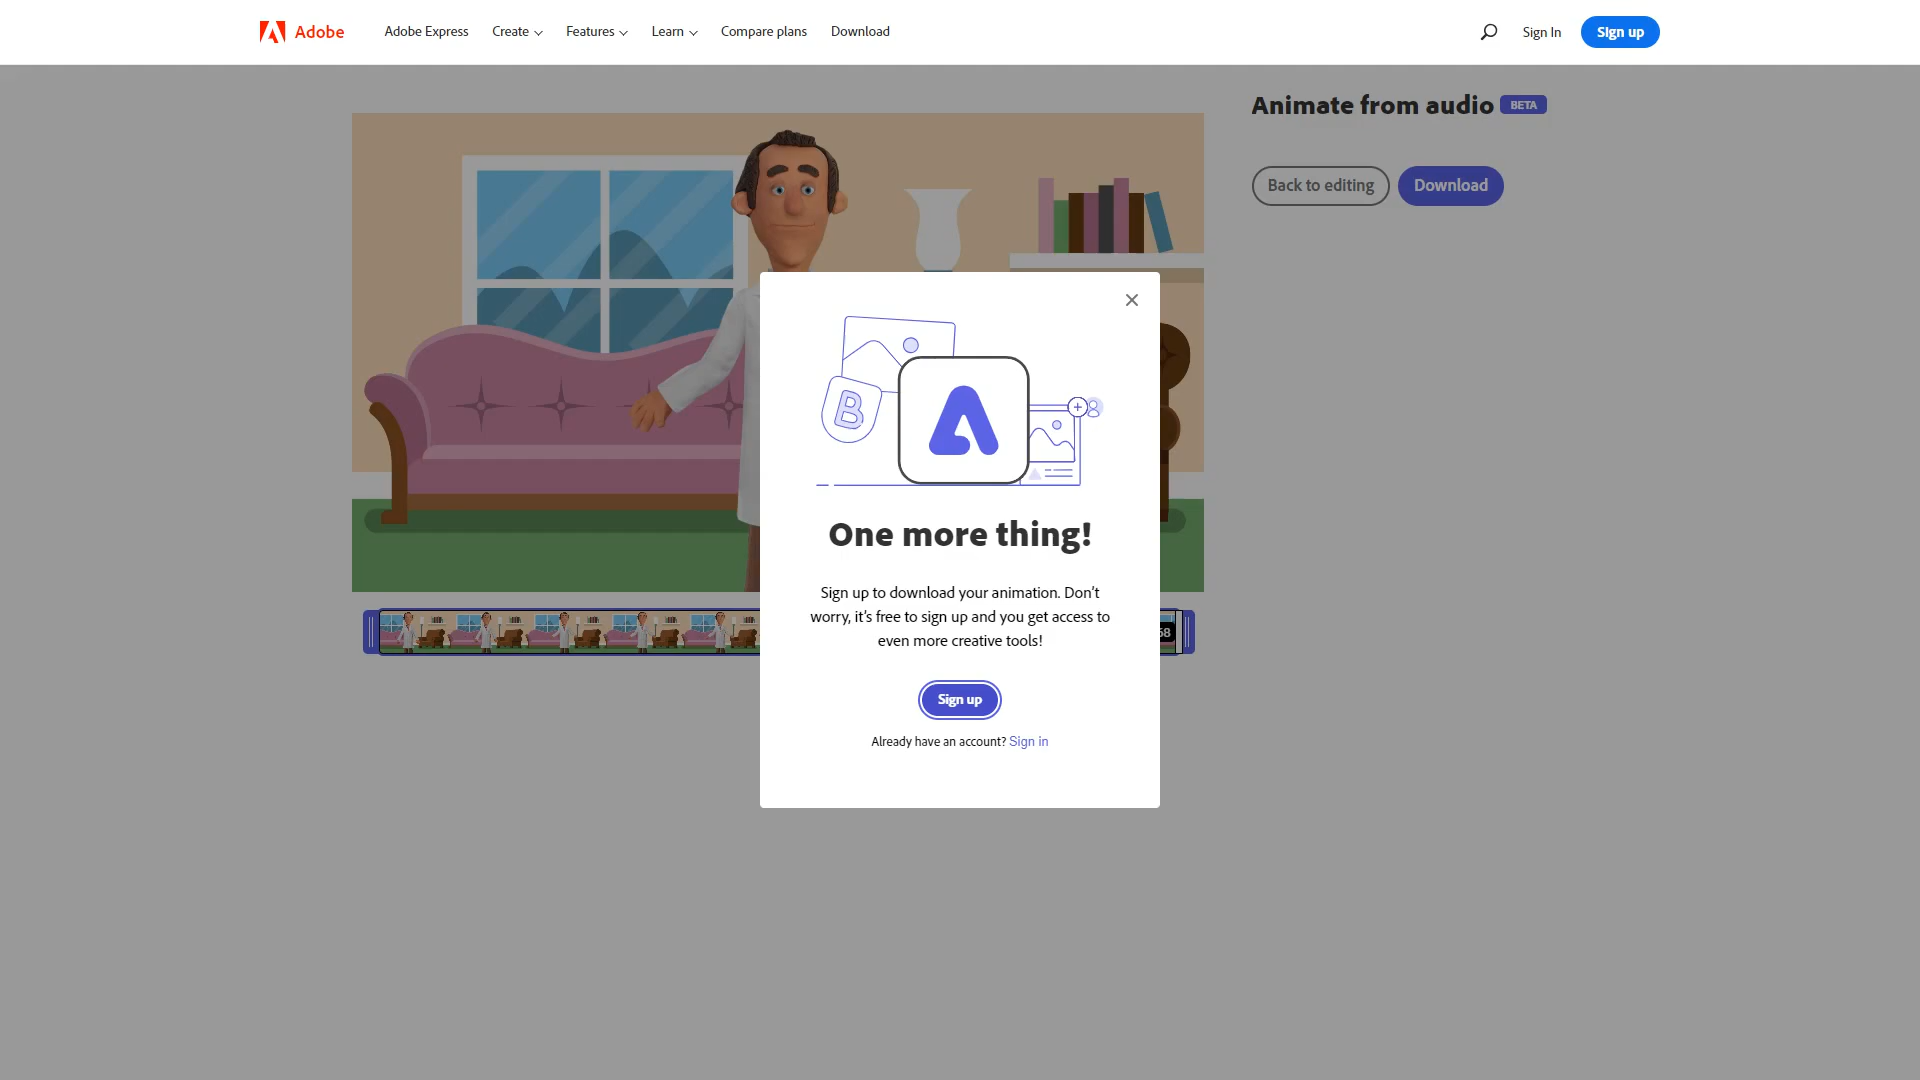 Adobe
Adobe Express
Create
Features
Learn
Compare plans
Download
Sign In
Sign up
Animate from audio BETA
Back to editing
Download
B
One more thing!
Sign up to download your animation. Don't
worry, it's free to sign up and you get access to
even more creative tools!
Sign up
Already have an account? Sign in